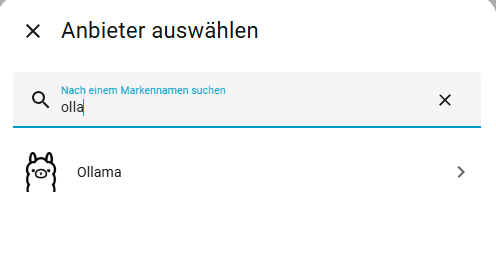 Anbieter auswählen
Nach einem Markennamen suchen
olla
Ollama